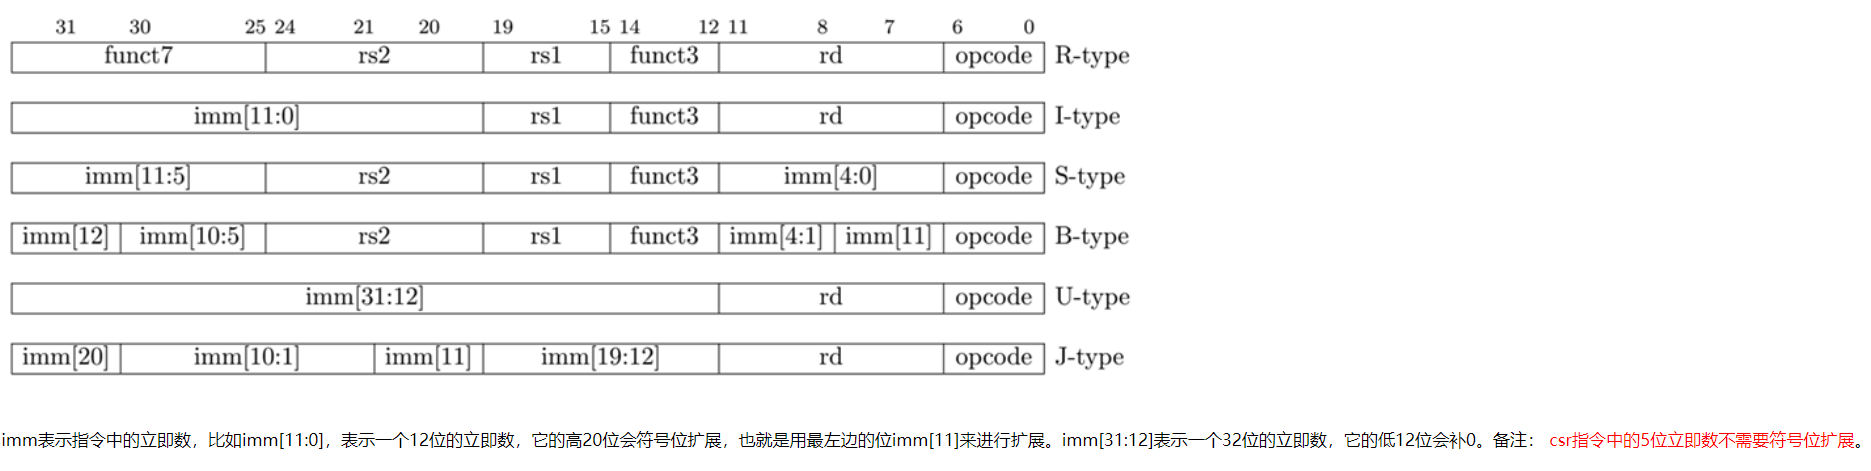 31 30 25 24 21 20 19 15 14 12 11 8 7 6 0
funct7 rs2 rs1 funct3 rd opcode R-type
imm[11:0] rs1 funct3 rd opcode I-type
imm[11:5] rs2 rs1 funct3 imm[4:0] opcode S-type
imm[12] imm[10:5] rs2 rs1 funct3 imm[4:1] imm[11] opcode B-type
imm[31:12] rd opcode U-type
imm[20] imm[10:1] imm[11] imm[19:12] rd opcode J-type
imm表示指令中的立即数，比如imm[11:0]，表示一个12位的立即数，它的高20位会符号位扩展，也就是用最左边的位imm[11]来进行扩展。imm[31:12]表示一个32位的立即数，它的低12位会补0。备注： csr指令中的5位立即数不需要符号位扩展。